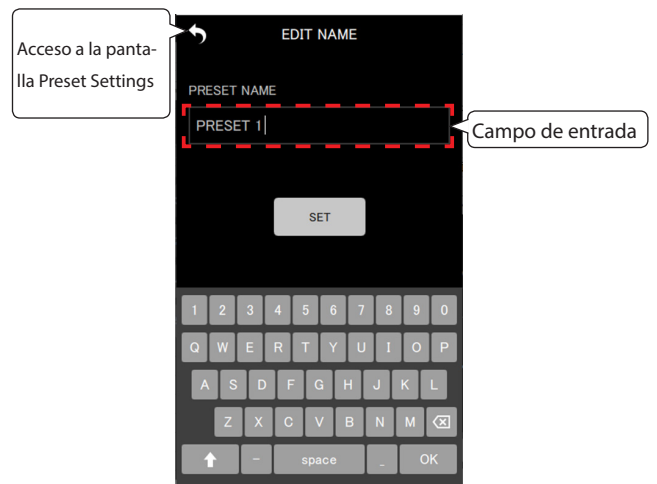 Acceso a la panta-
lla Preset Settings
EDIT NAME
PRESET NAME
PRESET 1
Campo de entrada
SET
1 2 3 4 5 6 7 8 9 0
Q W E R T Y U I O P
A S D F G H J K L
Z X C V B N M
- space _ OK